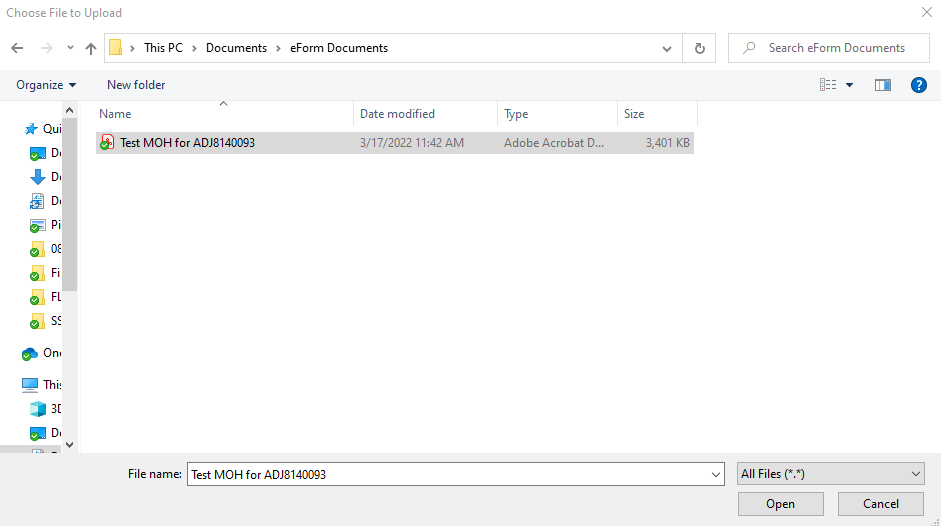 Choose File to Upload
This PC > Documents > eForm Documents
Search eForm Documents
Organize
New folder
?
Name
Date modified
Type
Size
Test MOH for ADJ8140093
3/17/2022 11:42 AM
Adobe Acrobat D...
3,401 KB
Qui
Do
Do
Do
Pi
08
Fi
FL
SS
One
This
3D
De
File name:
Test MOH for ADJ8140093
All Files (*.*)
Open
Cancel